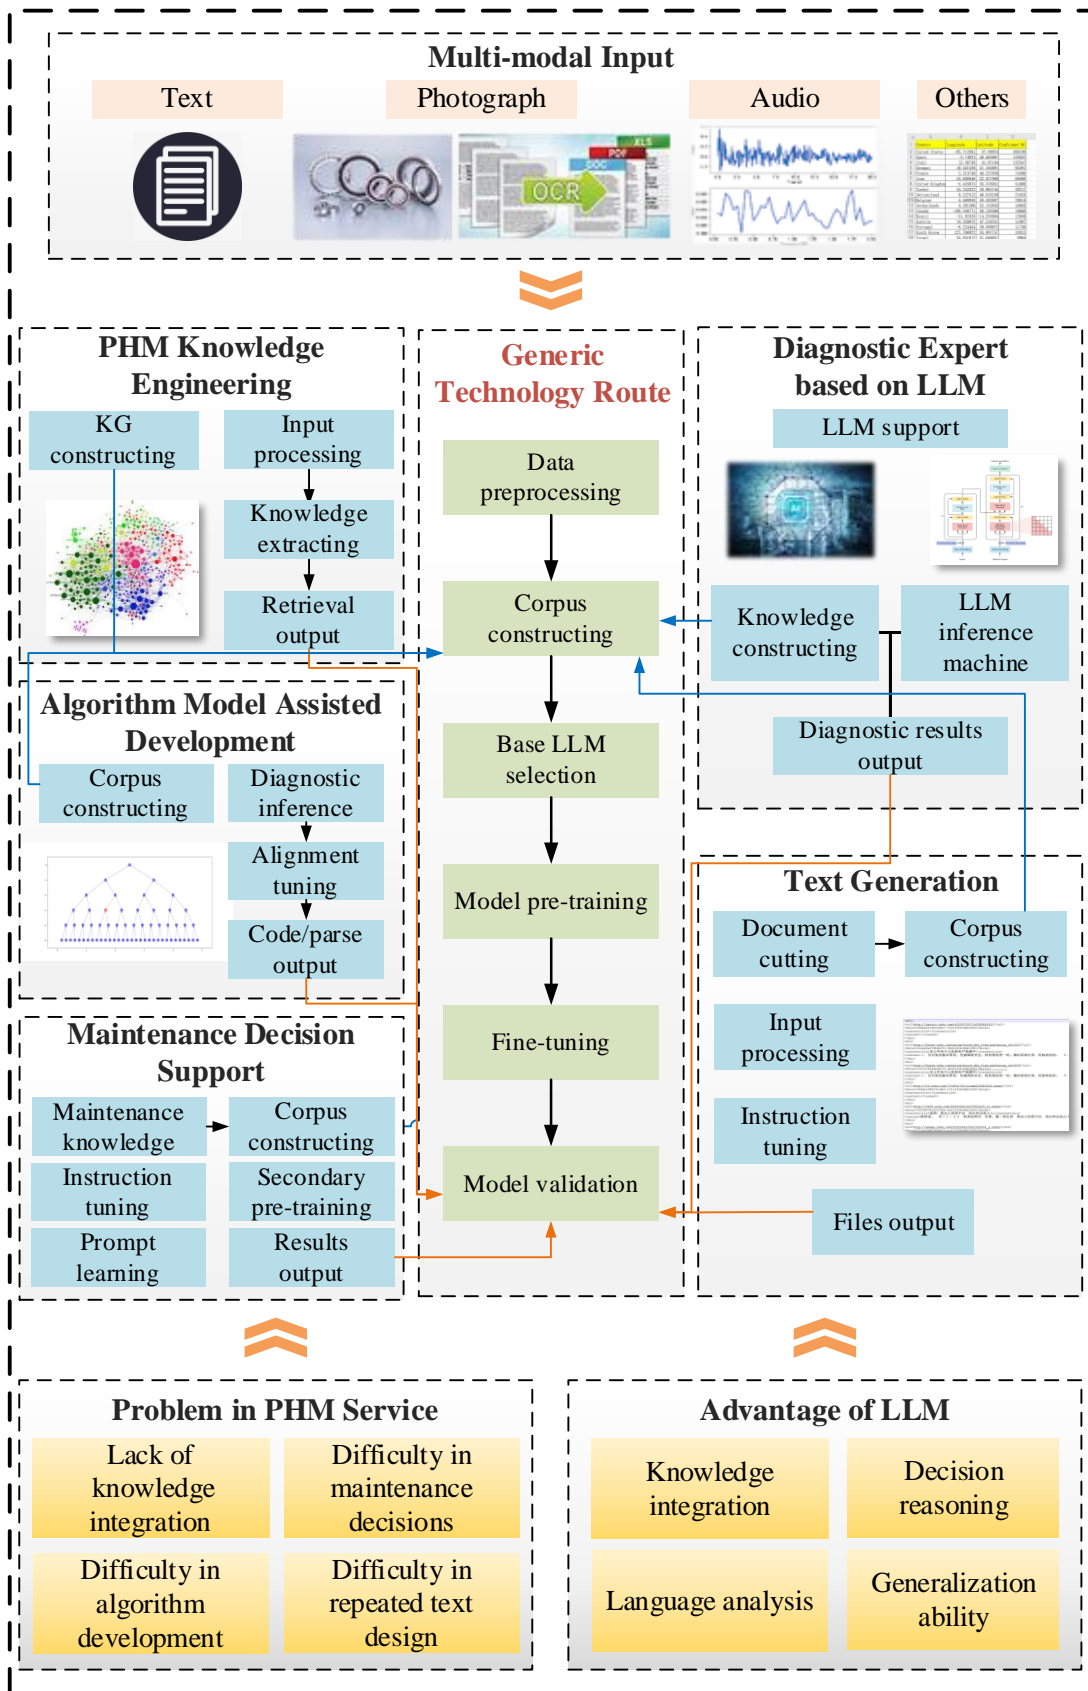 Multi-modal Input
Text
Photograph
Audio
Others
XLS
PDF
DOC
OCR
PHM Knowledge
Engineering
KG
constructing
Input
processing
Knowledge
extracting
Retrieval
output
Algorithm Model Assisted
Development
Corpus
constructing
Diagnostic
inference
Alignment
tuning
Code/parse
output
Maintenance Decision
Support
Maintenance
knowledge
Corpus
constructing
Instruction
tuning
Secondary
pre-training
Prompt
learning
Results
output
Generic
Technology Route
Data
preprocessing
Corpus
constructing
Base LLM
selection
Model pre-training
Fine-tuning
Model validation
Diagnostic Expert
based on LLM
LLM support
AI
Knowledge
constructing
LLM
inference
machine
Diagnostic results
output
Text Generation
Document
cutting
Corpus
constructing
Input
processing
Instruction
tuning
Files output
Problem in PHM Service
Lack of
knowledge
integration
Difficulty in
maintenance
decisions
Difficulty in
algorithm
development
Difficulty in
repeated text
design
Advantage of LLM
Knowledge
integration
Decision
reasoning
Language analysis
Generalization
ability